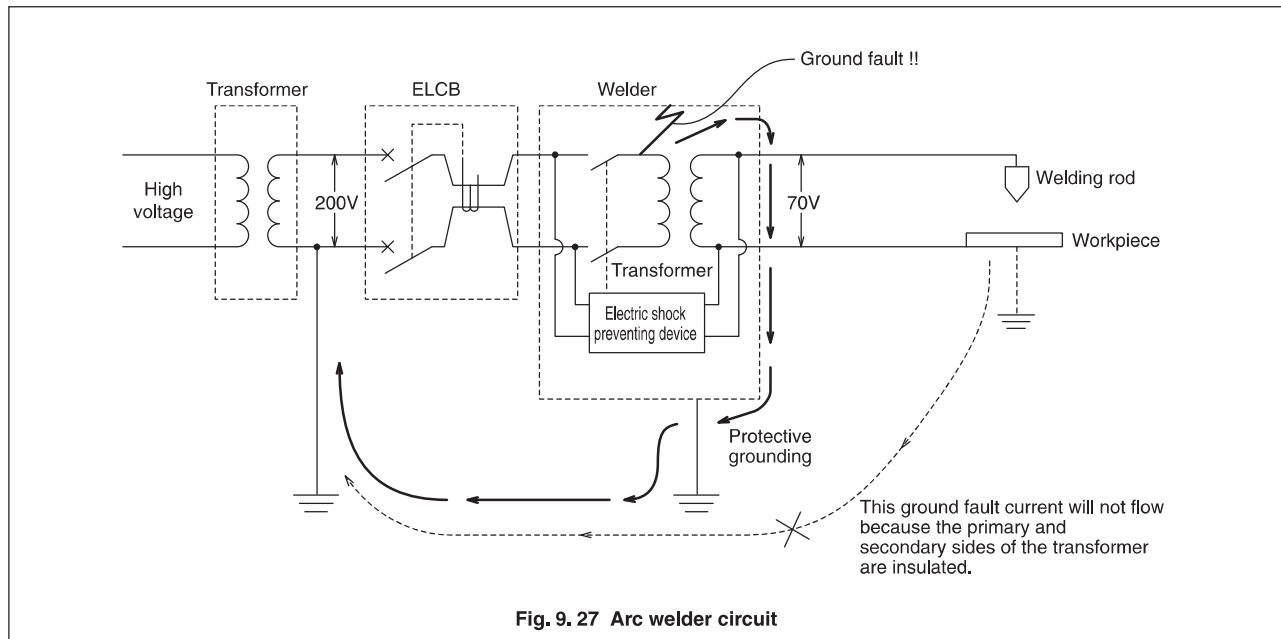 Ground fault !!
Transformer
ELCB
Welder
High
voltage
200V
70V
Welding rod
Workpiece
Transformer
Electric shock
preventing device
Protective
grounding
This ground fault current will not flow
because the primary and
secondary sides of the transformer
are insulated.
Fig. 9. 27 Arc welder circuit